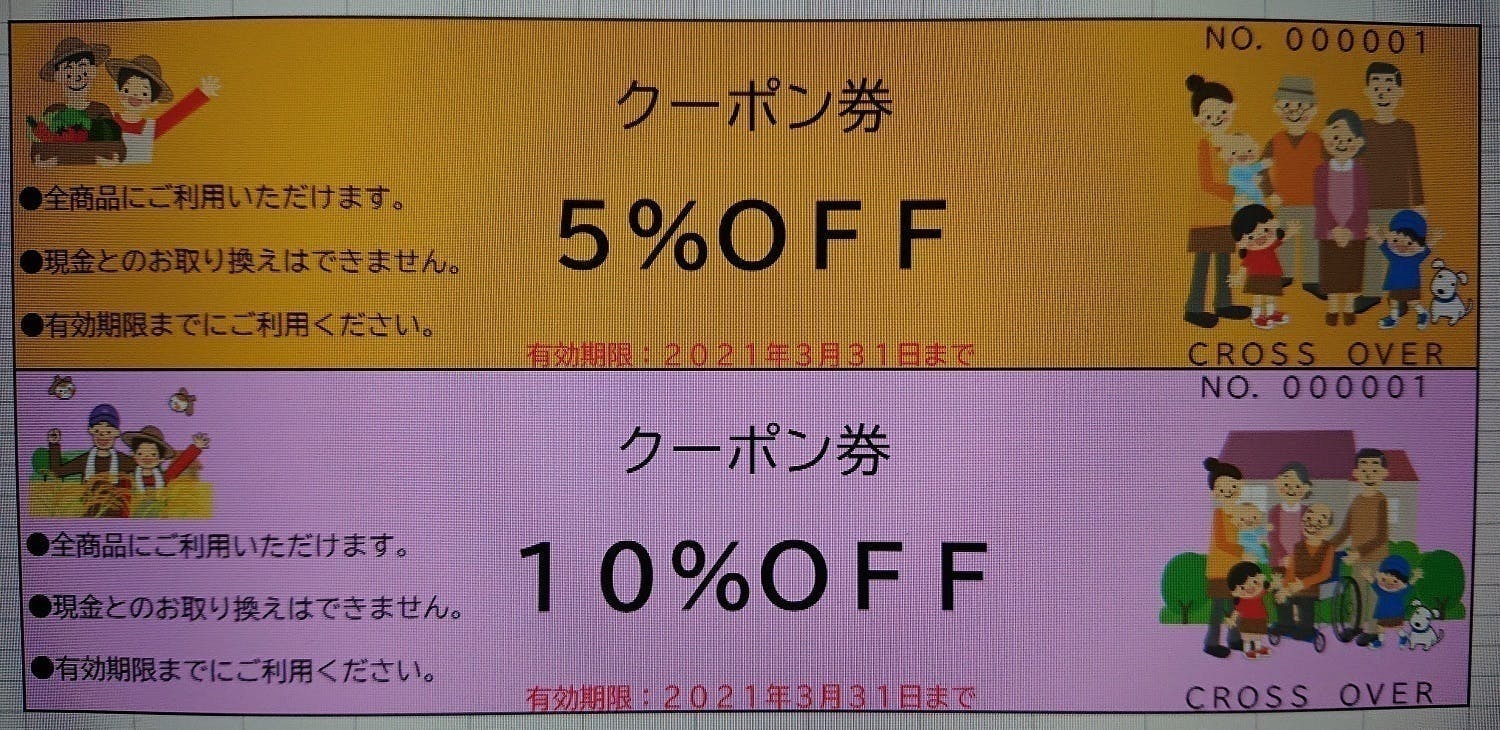 NO. 000001
クーポン券
●全商品にご利用いただけます。
5%OFF
●現金とのお取り換えはできません。
●有効期限までにご利用ください。
有効期限：2021年3月31日まで
CROSS OVER
NO. 000001
クーポン券
●全商品にご利用いただけます。
10%OFF
●現金とのお取り換えはできません。
●有効期限までにご利用ください。
有効期限：2021年3月31日まで
CROSS OVER